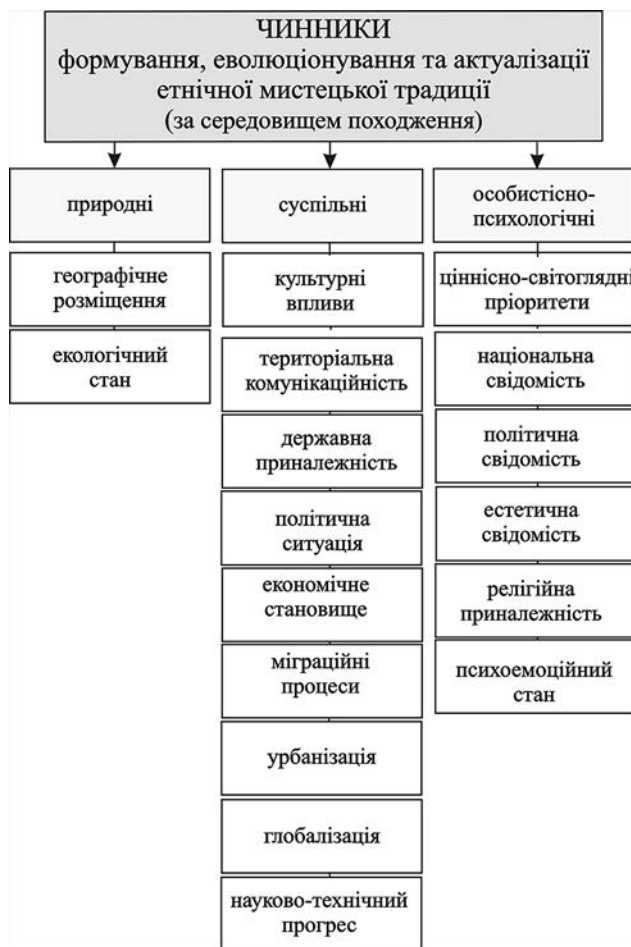 ЧИННИКИ
формування, еволюціонування та актуалізації
етнічної мистецької традиції
(за середовищем походження)
природні
географічне
розміщення
екологічний
стан
суспільні
культурні
впливи
територіальна
комунікаційність
державна
приналежність
політична
ситуація
економічне
становище
міграційні
процеси
урбанізація
глобалізація
науково-технічний
прогрес
особистісно-
психологічні
ціннісно-світоглядні
пріоритети
національна
свідомість
політична
свідомість
естетична
свідомість
релігійна
приналежність
психоемоційний
стан